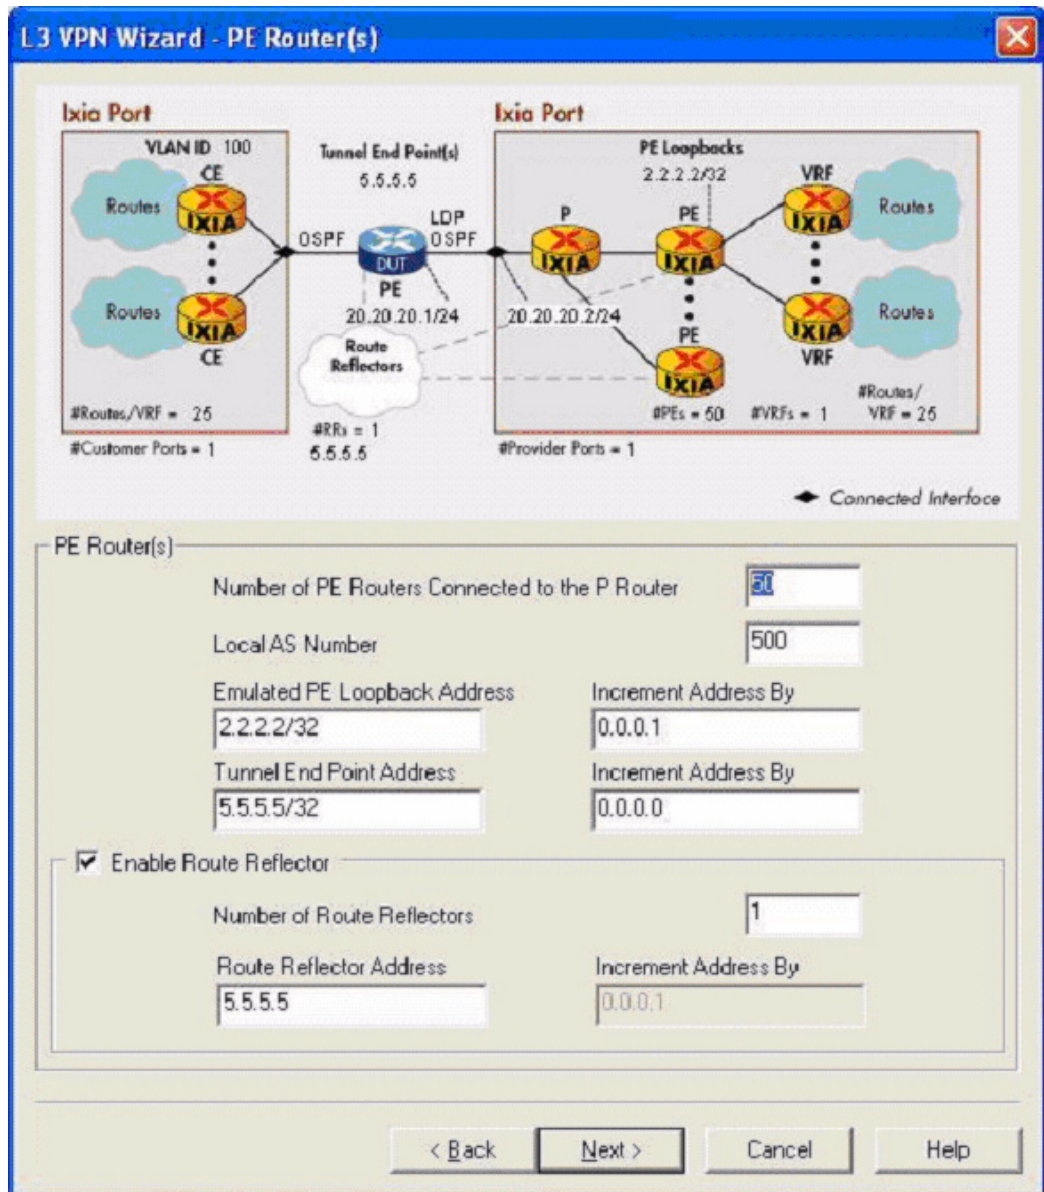 L3 VPN Wizard - PE Router(s)
Ixia Port
Ixia Port
VLAN ID 100
CE
Routes
IXIA
Routes
IXIA
CE
#Routes/VRF = 25
#Customer Ports = 1
Tunnel End Point(s)
5.5.5.5
OSPF
LDP
OSPF
DUT
PE
20.20.20.1/24
20.20.20.2/24
Route
Reflectors
#RRs = 1
5.5.5.5
PE Loopbacks
2.2.2.2/32
P
IXIA
PE
IXIA
PE
IXIA
VRF
IXIA
Routes
IXIA
VRF
Routes
#PEs = 50
#VRFs = 1
#Routes/
VRF = 25
#Provider Ports = 1
Connected Interface
PE Router(s)
Number of PE Routers Connected to the P Router 50
Local AS Number 500
Emulated PE Loopback Address Increment Address By
2.2.2.2/32 0.0.0.1
Tunnel End Point Address Increment Address By
5.5.5.5/32 0.0.0.0
Enable Route Reflector
Number of Route Reflectors 1
Route Reflector Address Increment Address By
5.5.5.5 0.0.0.1
< Back Next > Cancel Help